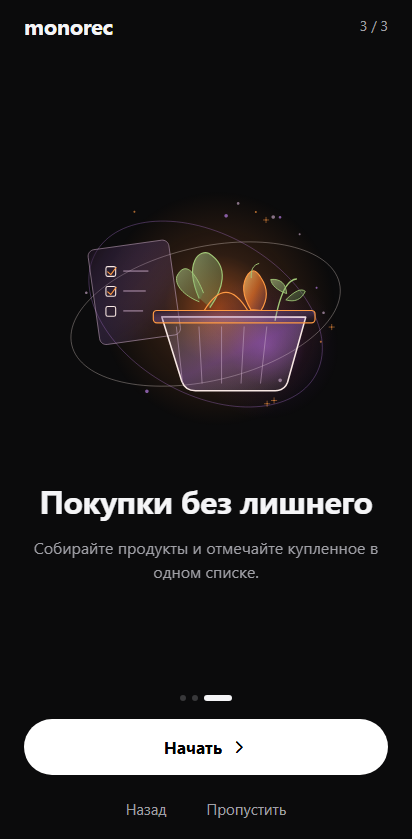 monorec
3 / 3
Покупки без лишнего
Собирайте продукты и отмечайте купленное в
одном списке.
Начать
Назад
Пропустить